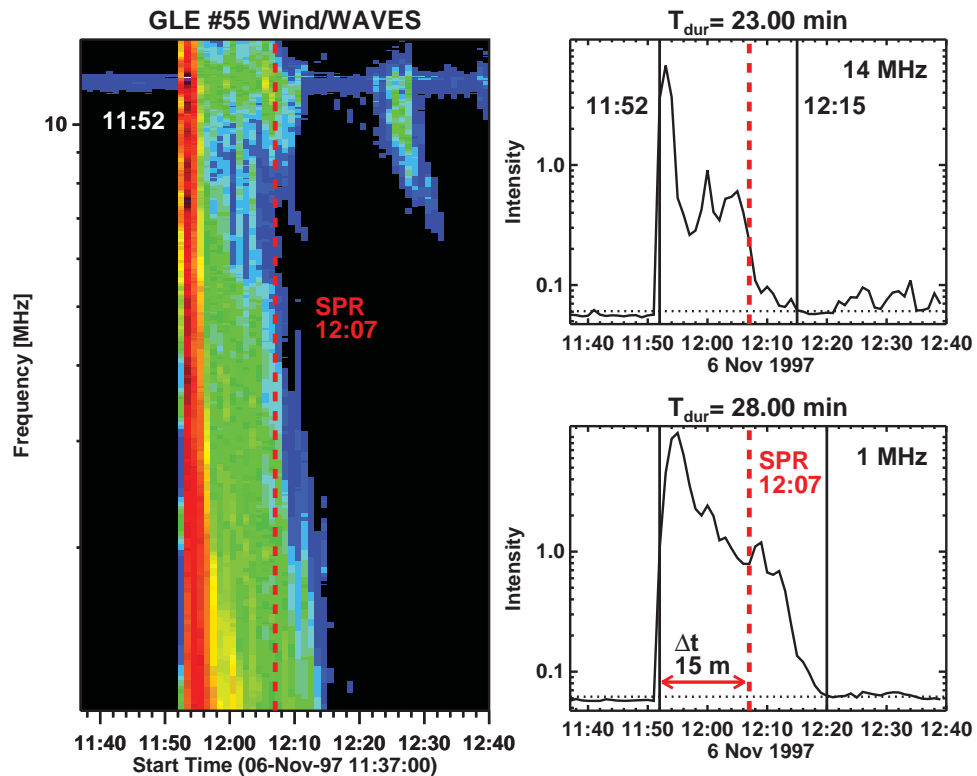 GLE #55 Wind/WAVES
Frequency [MHz]
10
11:52
SPR
12:07
11:40 11:50 12:00 12:10 12:20 12:30 12:40
Start Time (06-Nov-97 11:37:00)
Tdur= 23.00 min
Intensity
1.0
0.1
14 MHz
11:52
12:15
11:40 11:50 12:00 12:10 12:20 12:30 12:40
6 Nov 1997
Tdur= 28.00 min
Intensity
1.0
0.1
1 MHz
SPR
12:07
Δt
15 m
11:40 11:50 12:00 12:10 12:20 12:30 12:40
6 Nov 1997